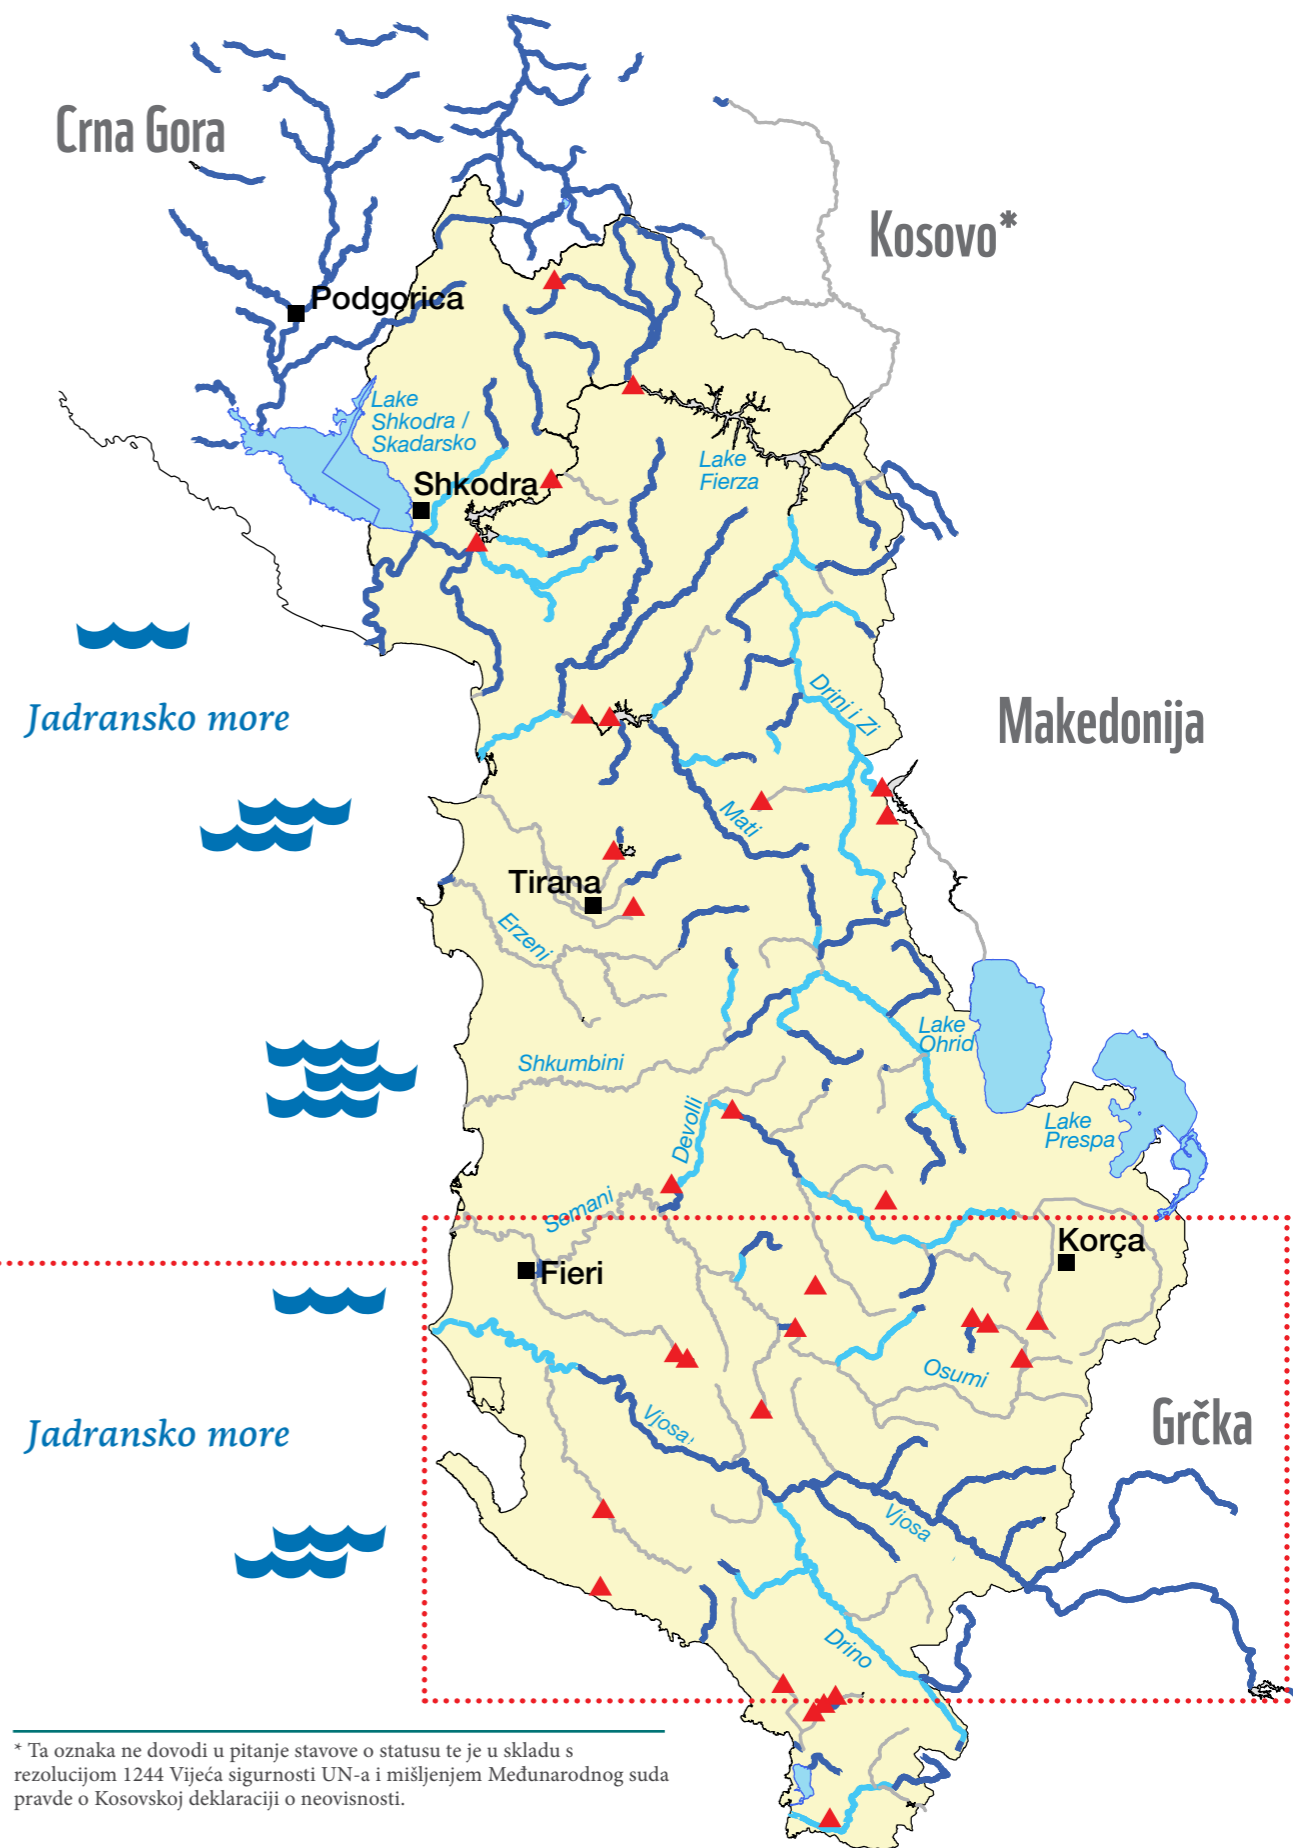 Crna Gora
Kosovo*
Podgorica
Lake
Shkodra /
Skadarsko
Lake
Fierza
Shkodra
Jadransko more
Drini i Zi
Makedonija
Mati
Tirana
Erzeni
Lake
Ohrid
Shkumbini
Devolli
Lake
Prespa
Semani
Korça
Fieri
Osumi
Vjosa
Grčka
Jadransko more
Vjosa
Drino
* Ta oznaka ne dovodi u pitanje stavove o statusu te je u skladu s
rezolucijom 1244 Vijeća sigurnosti UN-a i mišljenjem Međunarodnog suda
pravde o Kosovskoj deklaraciji o neovisnosti.